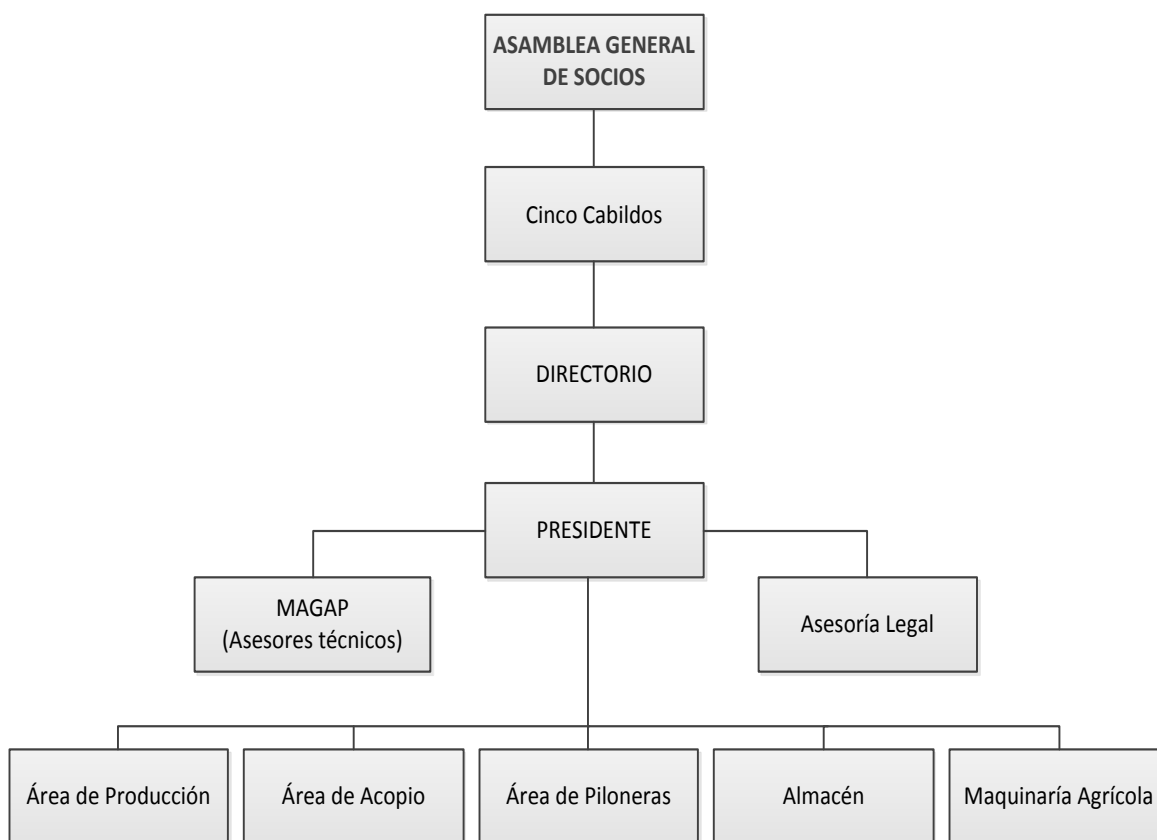 ASAMBLEA GENERAL
DE SOCIOS
Cinco Cabildos
DIRECTORIO
PRESIDENTE
MAGAP
(Asesores técnicos)
Asesoría Legal
Área de Producción
Área de Acopio
Área de Piloneras
Almacén
Maquinaría Agrícola